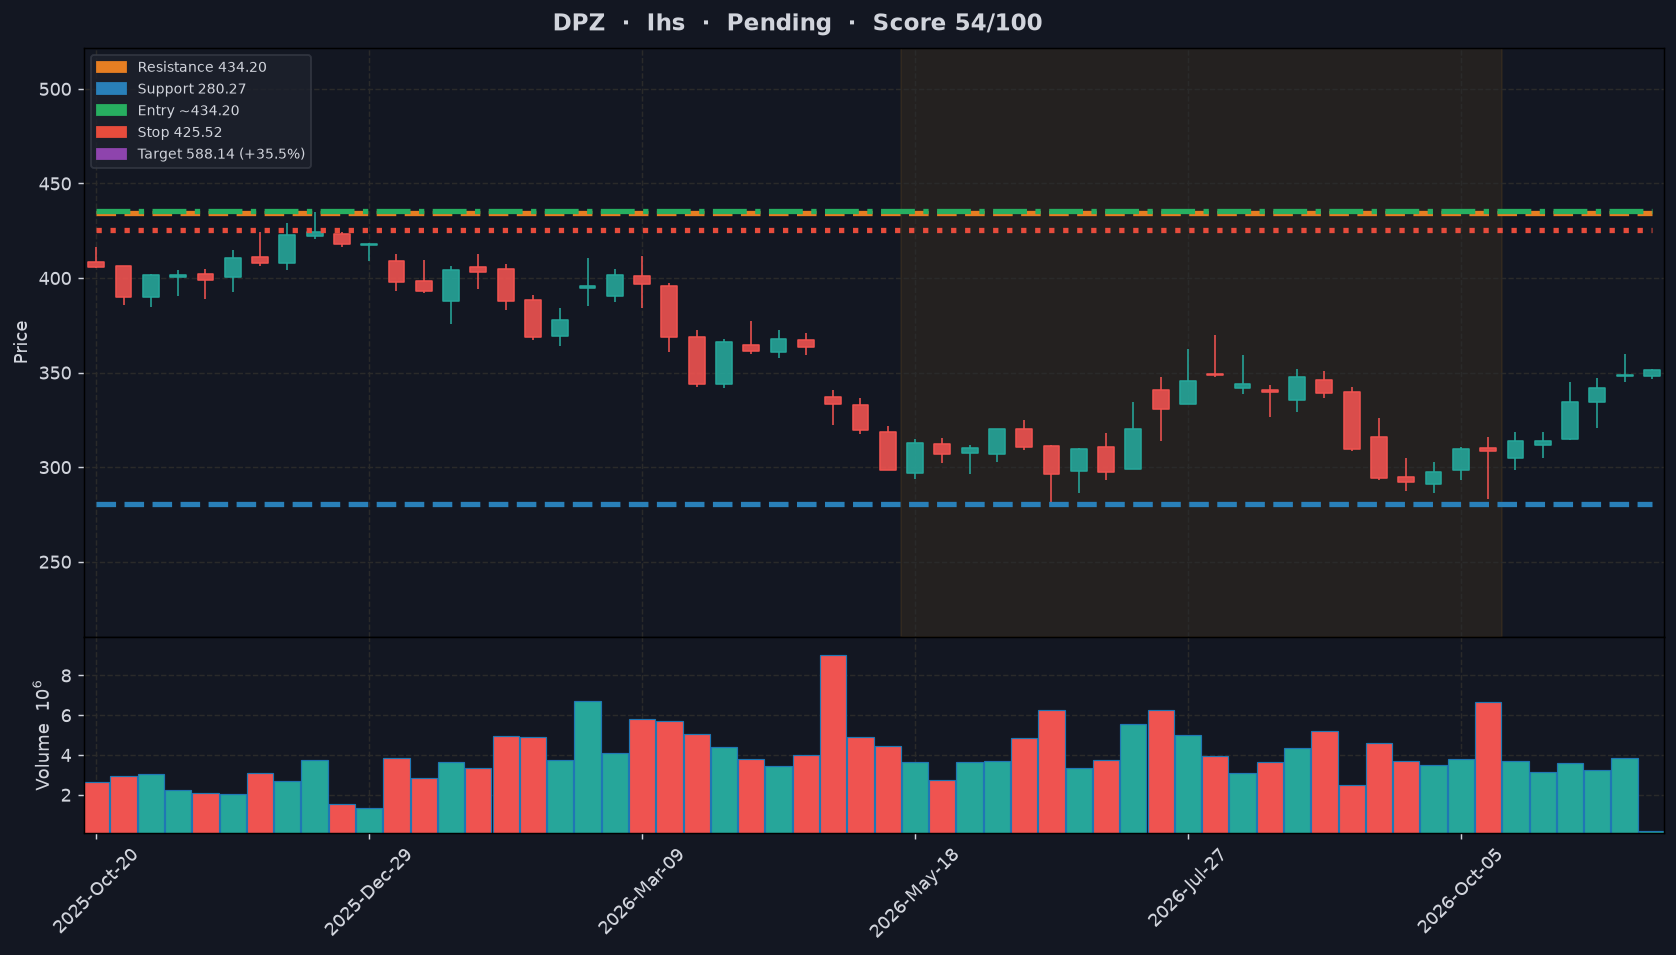 DPZ · Ihs · Pending · Score 54/100
Resistance 434.20
Support 280.27
Entry ~434.20
Stop 425.52
Target 588.14 (+35.5%)
500
450
400
350
300
250
Price
8
6
4
2
Volume 10⁶
2025-Oct-20
2025-Dec-29
2026-Mar-09
2026-May-18
2026-Jul-27
2026-Oct-05